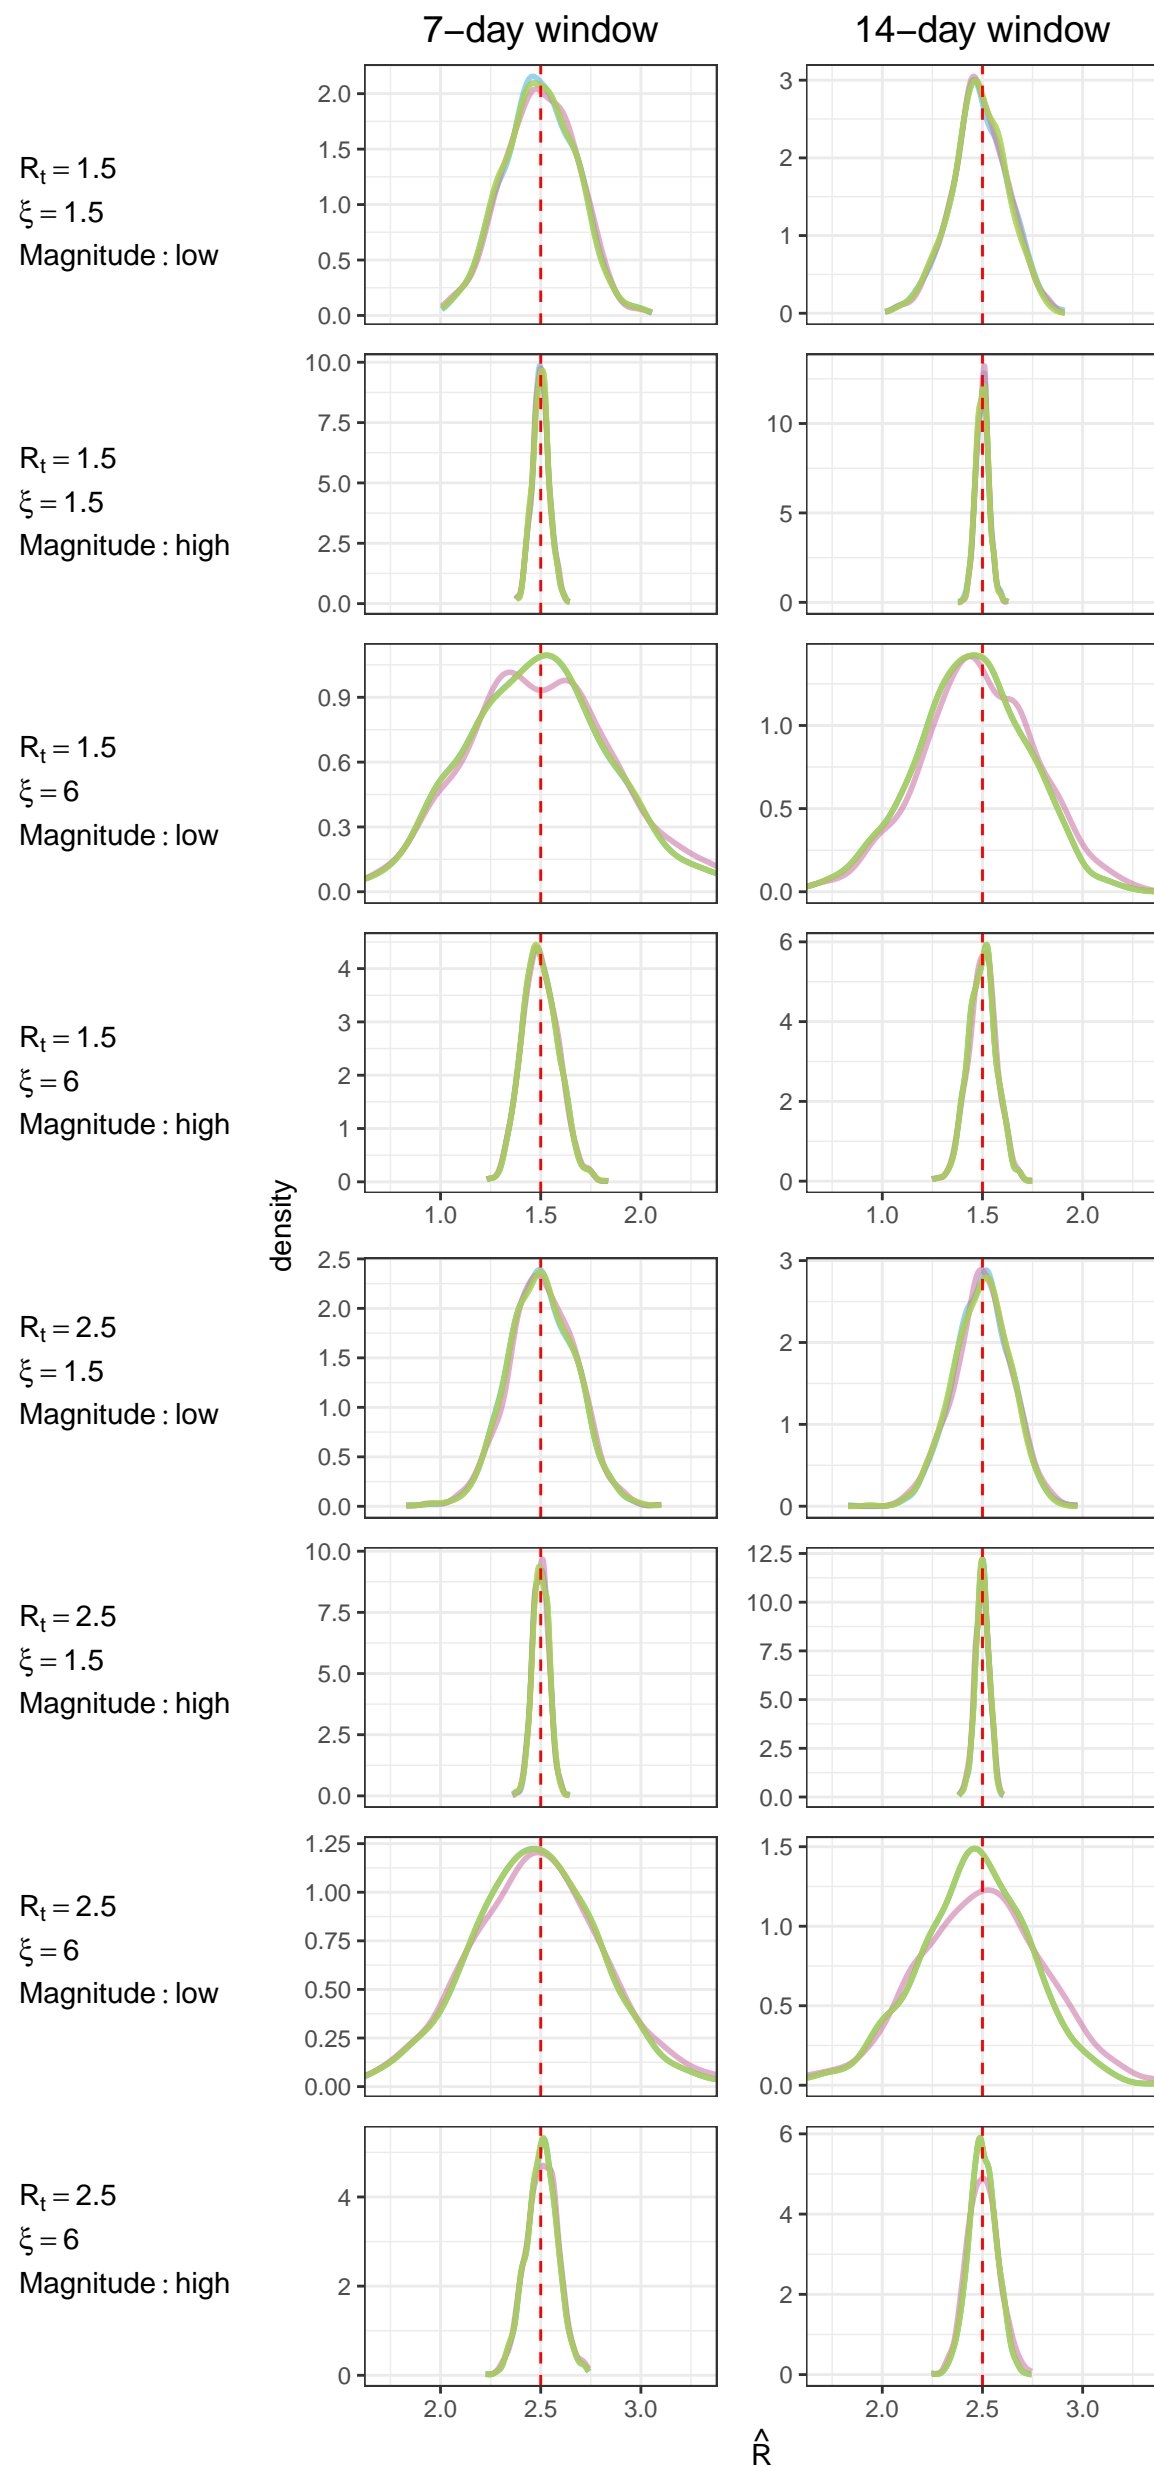 7−day window 14−day window
R_t = 1.5
ξ = 1.5
Magnitude : low
0.0 0.5 1.0 1.5 2.0
0 1 2 3
R_t = 1.5
ξ = 1.5
Magnitude : high
0.0 2.5 5.0 7.5 10.0
0 5 10
R_t = 1.5
ξ = 6
Magnitude : low
0.0 0.3 0.6 0.9
0.0 0.5 1.0
R_t = 1.5
ξ = 6
Magnitude : high
0 1 2 3 4
0 2 4 6
1.0 1.5 2.0
1.0 1.5 2.0
density
R_t = 2.5
ξ = 1.5
Magnitude : low
0.0 0.5 1.0 1.5 2.0 2.5
0 1 2 3
R_t = 2.5
ξ = 1.5
Magnitude : high
0.0 2.5 5.0 7.5 10.0
0.0 2.5 5.0 7.5 10.0 12.5
R_t = 2.5
ξ = 6
Magnitude : low
0.00 0.25 0.50 0.75 1.00 1.25
0.0 0.5 1.0 1.5
R_t = 2.5
ξ = 6
Magnitude : high
0 2 4
0 2 4 6
2.0 2.5 3.0
2.0 2.5 3.0
R̂